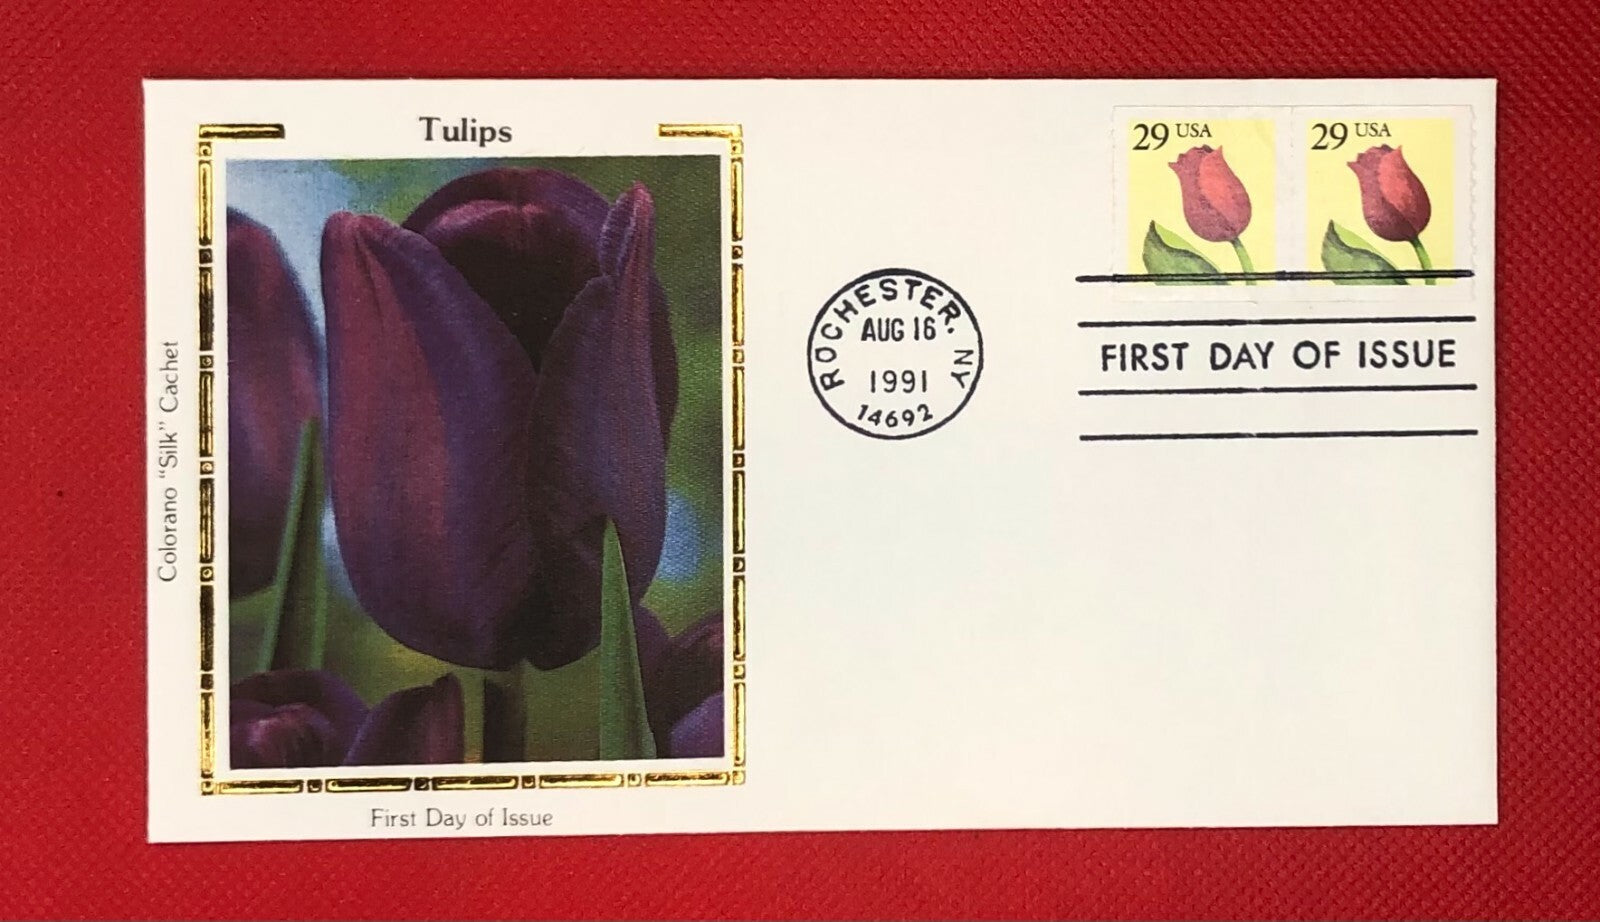 Tulips
Colorano "Silk" Cachet
First Day of Issue
29 USA
29 USA
ROCHESTER, NY
AUG 16
1991
14692
FIRST DAY OF ISSUE